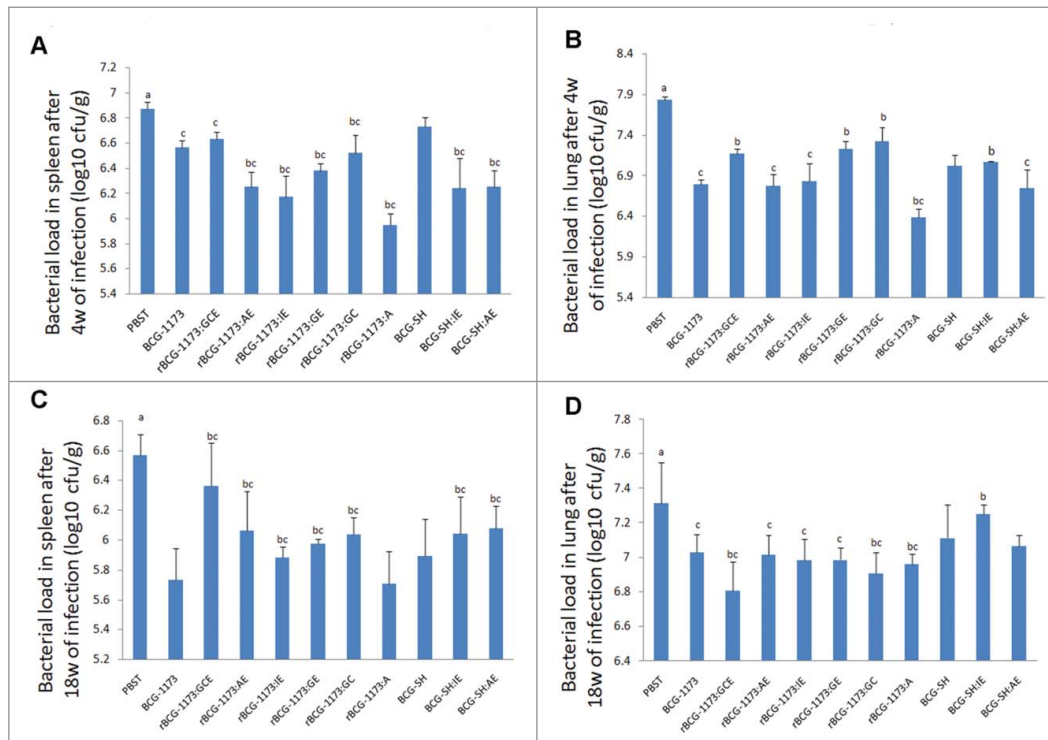 A
Bacterial load in spleen after
4w of infection (log10 cfu/g)
7.2
7
6.8
6.6
6.4
6.2
6
5.8
5.6
5.4
a
c
c
bc
bc
bc
bc
bc
bc
bc
PBST
BCG-1173
rBCG-1173:GCE
rBCG-1173:AE
rBCG-1173:IE
rBCG-1173:GE
rBCG-1173:GC
rBCG-1173:A
BCG-SH
BCG-SH:IE
BCG-SH:AE
B
Bacterial load in lung after 4w
of infection (log10 cfu/g)
8.4
7.9
7.4
6.9
6.4
5.9
5.4
a
c
b
c
c
b
b
bc
b
c
PBST
BCG-1173
rBCG-1173:GCE
rBCG-1173:AE
rBCG-1173:IE
rBCG-1173:GE
rBCG-1173:GC
rBCG-1173:A
BCG-SH
BCG-SH:IE
BCG-SH:AE
C
Bacterial load in spleen after
18w of infection (log10 cfu/g)
6.8
6.6
6.4
6.2
6
5.8
5.6
5.4
5.2
a
bc
bc
bc
bc
bc
bc
bc
PBST
BCG-1173
rBCG-1173:GCE
rBCG-1173:AE
rBCG-1173:IE
rBCG-1173:GE
rBCG-1173:GC
rBCG-1173:A
BCG-SH
BCG-SH:IE
BCG-SH:AE
D
Bacterial load in lung after
18w of infection (log10 cfu/g)
7.8
7.6
7.4
7.2
7
6.8
6.6
6.4
a
c
bc
c
c
c
bc
bc
b
PBST
BCG-1173
rBCG-1173:GCE
rBCG-1173:AE
rBCG-1173:IE
rBCG-1173:GE
rBCG-1173:GC
rBCG-1173:A
BCG-SH
BCG-SH:IE
BCG-SH:AE